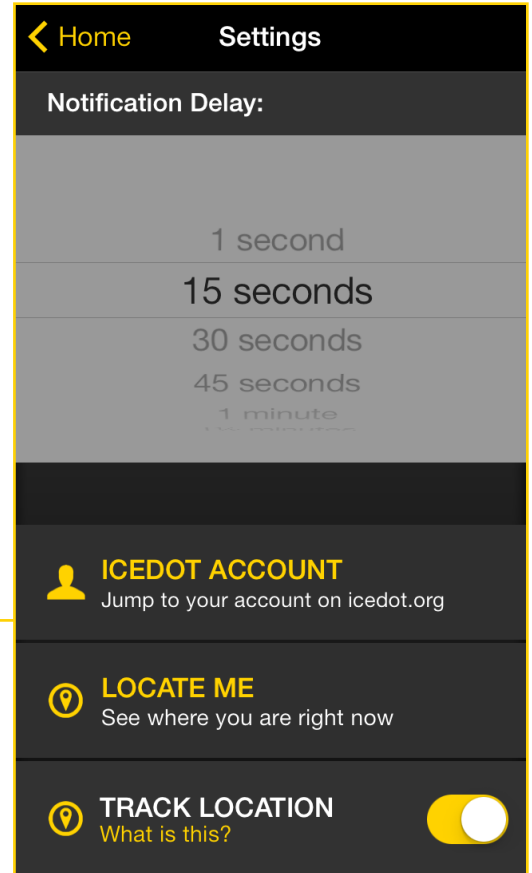 Home
Settings
Notification Delay:
1 second
15 seconds
30 seconds
45 seconds
1 minute
ICEDOT ACCOUNT
Jump to your account on icedot.org
LOCATE ME
See where you are right now
TRACK LOCATION
What is this?